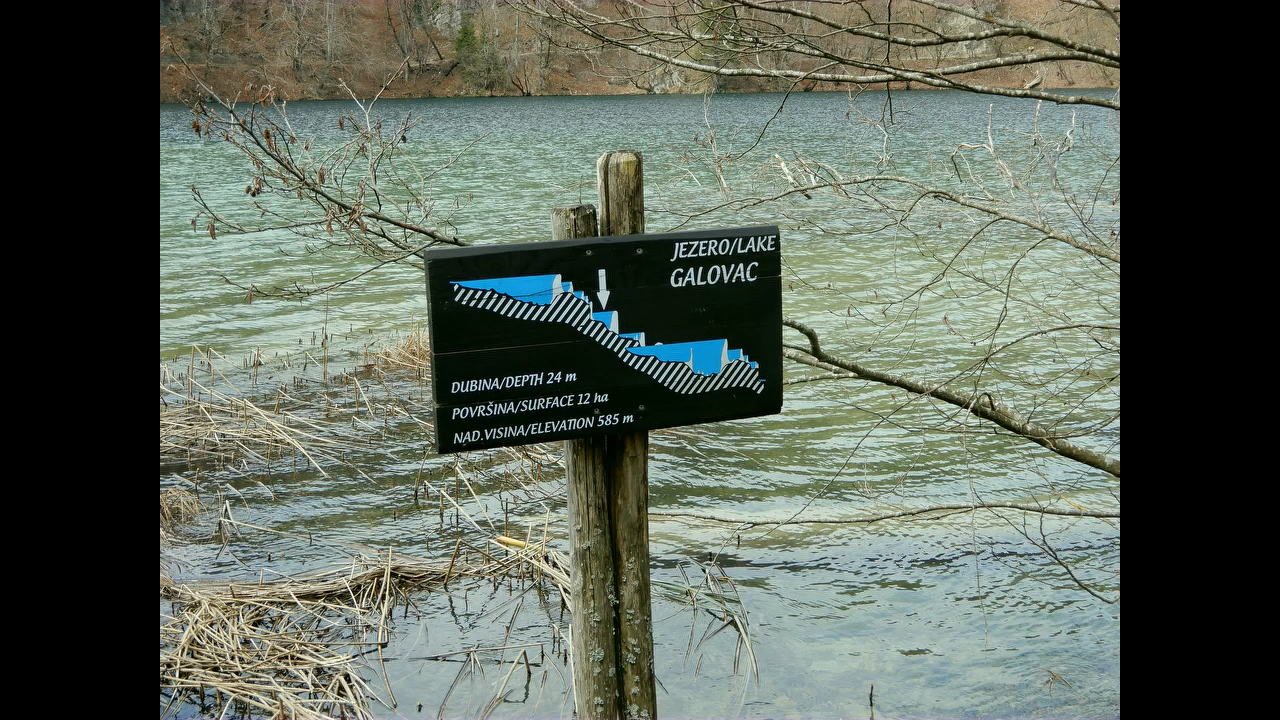 JEZERO/LAKE
GALOVAC
DUBINA/DEPTH 24 m
POVRŠINA/SURFACE 12 ha
NAD.VISINA/ELEVATION 585 m